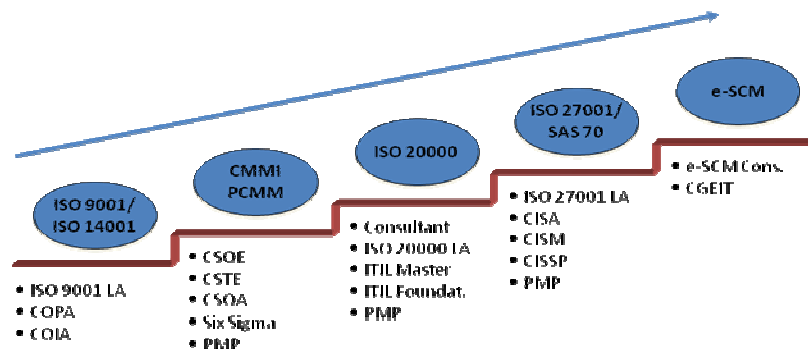 ISO 9001/
ISO 14001
• ISO 9001 LA
• COPA
• COIA
CMMI
PCMM
• CSOE
• CSTE
• CSOA
• Six Sigma
• PMP
ISO 20000
• Consultant
• ISO 20000 LA
• ITIL Master
• ITIL Foundat.
• PMP
ISO 27001/
SAS 70
• ISO 27001 LA
• CISA
• CISM
• CISSP
• PMP
e-SCM
• e-SCM Cons.
• CGEIT